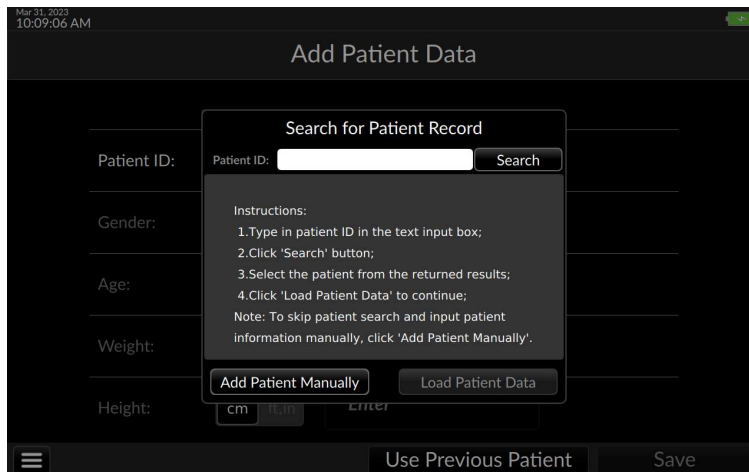 Mar 31, 2023
10:09:06 AM
Add Patient Data
Search for Patient Record
Patient ID:
Patient ID:
Search
Instructions:
1.Type in patient ID in the text input box;
2.Click 'Search' button;
3.Select the patient from the returned results;
4.Click 'Load Patient Data' to continue;
Note: To skip patient search and input patient
information manually, click 'Add Patient Manually'.
Gender:
Age:
Weight:
Add Patient Manually
Load Patient Data
Height:
cm
ft,in
Enter
Use Previous Patient
Save